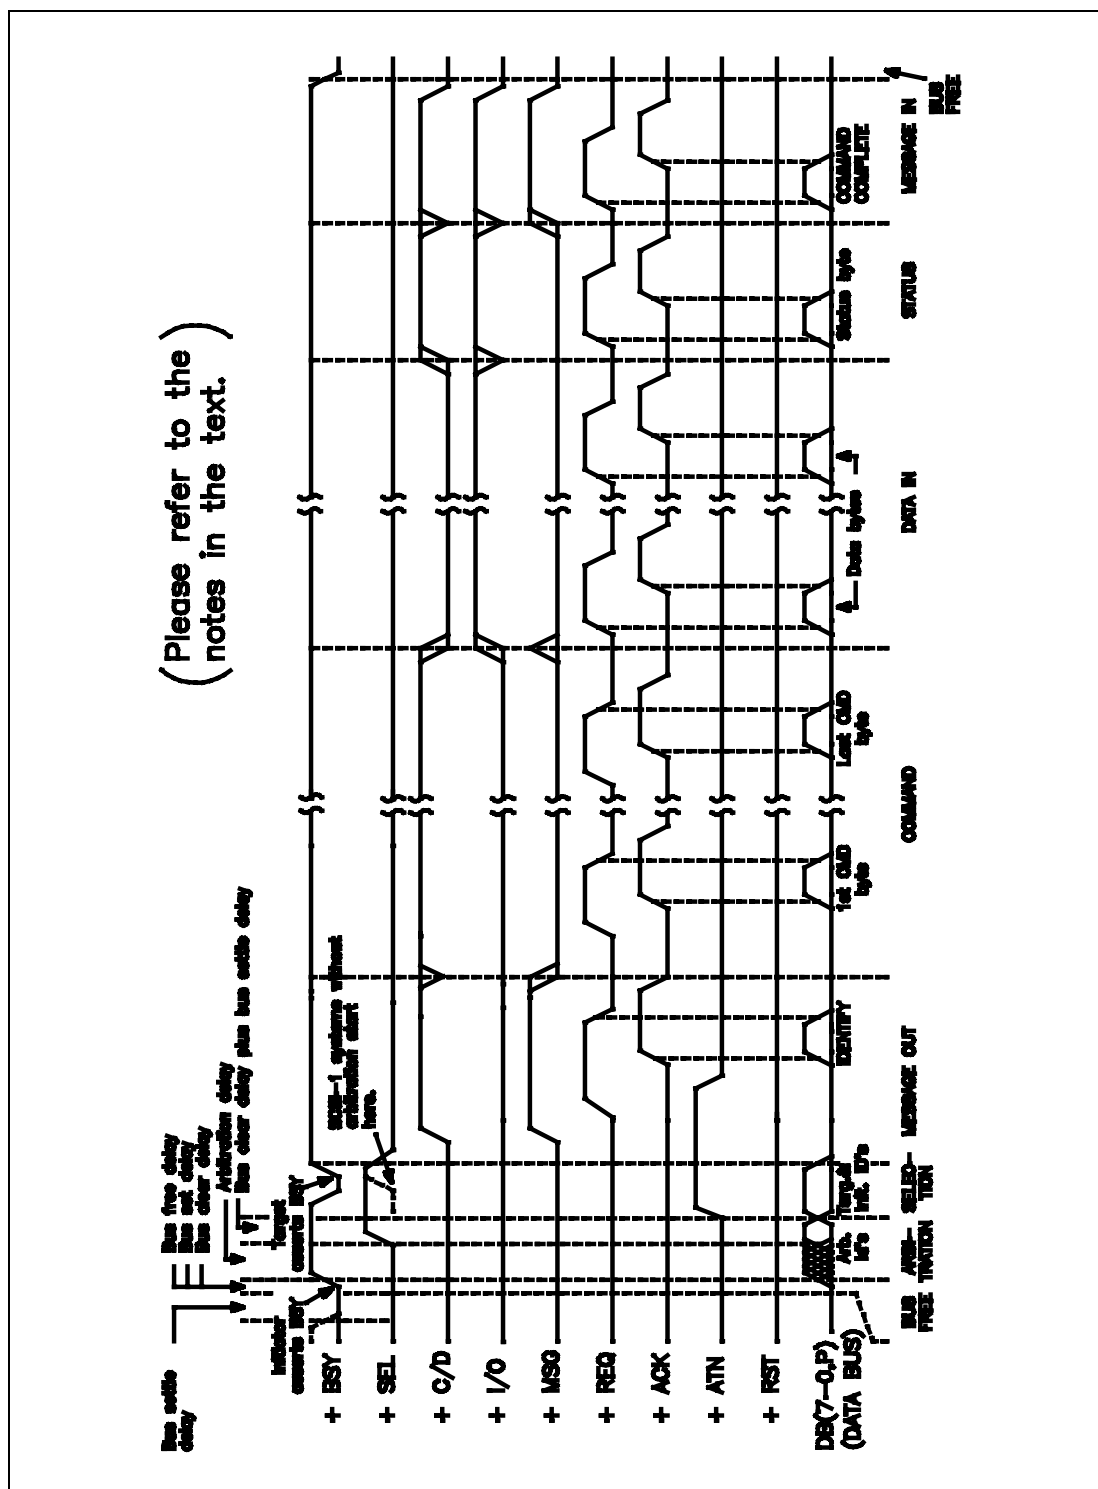 (Please refer to the
notes in the text.)
Bus settle
delay
Bus free delay
Bus set delay
Bus clear delay
Arbitration delay
Bus clear delay plus bus settle delay
Initiator
asserts BSY
Target
asserts BSY
SCSI-1 systems without
arbitration start
here.
+ BSY
+ SEL
+ C/D
+ I/O
+ MSG
+ REQ
+ ACK
+ ATN
+ RST
DB(7-0,P)
(DATA BUS)
Arb.
id's
Target
Init. ID's
IDENTIFY
1st CMD
byte
Last CMD
byte
Data bytes
Status byte
COMMAND
COMPLETE
BUS
FREE
ARBI-
TRATION
SELEC-
TION
MESSAGE OUT
COMMAND
DATA IN
STATUS
MESSAGE IN
BUS
FREE